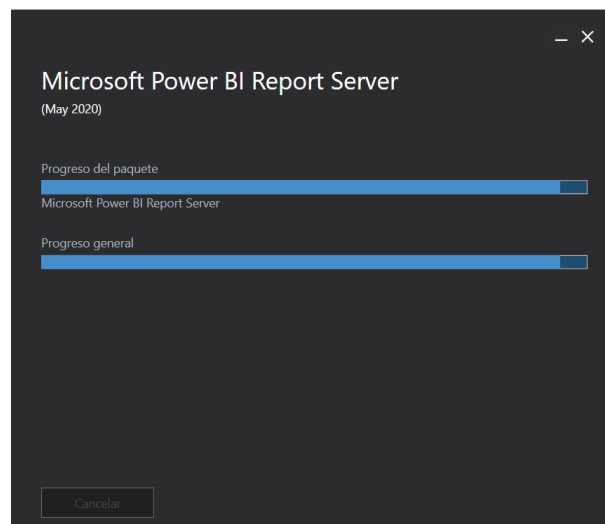 Microsoft Power BI Report Server
(May 2020)
Progreso del paquete
Microsoft Power BI Report Server
Progreso general
Cancelar